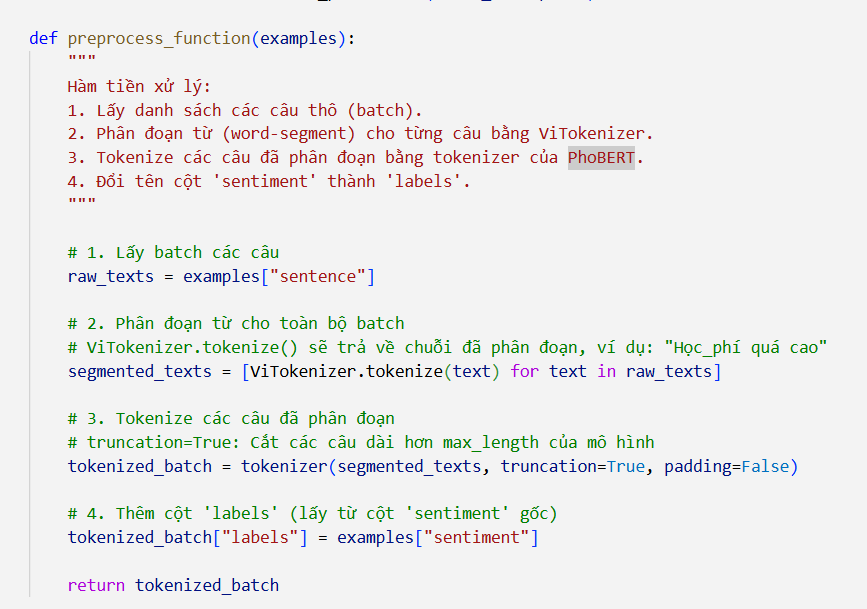 def preprocess_function(examples):
"""
Hàm tiền xử lý:
1. Lấy danh sách các câu thô (batch).
2. Phân đoạn từ (word-segment) cho từng câu bằng ViTokenizer.
3. Tokenize các câu đã phân đoạn bằng tokenizer của PhoBERT.
4. Đổi tên cột 'sentiment' thành 'labels'.
"""
# 1. Lấy batch các câu
raw_texts = examples["sentence"]
# 2. Phân đoạn từ cho toàn bộ batch
# ViTokenizer.tokenize() sẽ trả về chuỗi đã phân đoạn, ví dụ: "Học_phí quá cao"
segmented_texts = [ViTokenizer.tokenize(text) for text in raw_texts]
# 3. Tokenize các câu đã phân đoạn
# truncation=True: Cắt các câu dài hơn max_length của mô hình
tokenized_batch = tokenizer(segmented_texts, truncation=True, padding=False)
# 4. Thêm cột 'labels' (lấy từ cột 'sentiment' gốc)
tokenized_batch["labels"] = examples["sentiment"]
return tokenized_batch